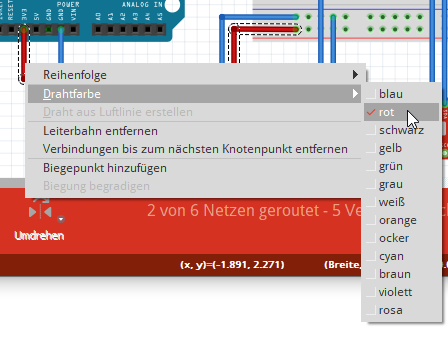 POWER
ANALOG IN
RESET
3V3
5V
GND
GND
VIN
A0
A1
A2
A3
A4
A5
Reihenfolge
Drahtfarbe
Draht aus Luftlinie erstellen
Leiterbahn entfernen
Verbindungen bis zum nächsten Knotenpunkt entfernen
Biegepunkt hinzufügen
Biegung begradigen
blau
rot
schwarz
gelb
grün
grau
weiß
orange
ocker
cyan
braun
violett
rosa
2 von 6 Netzen geroutet - 5 Ve
Umdrehen
(x, y)=(-1.891, 2.271)
(Breite,